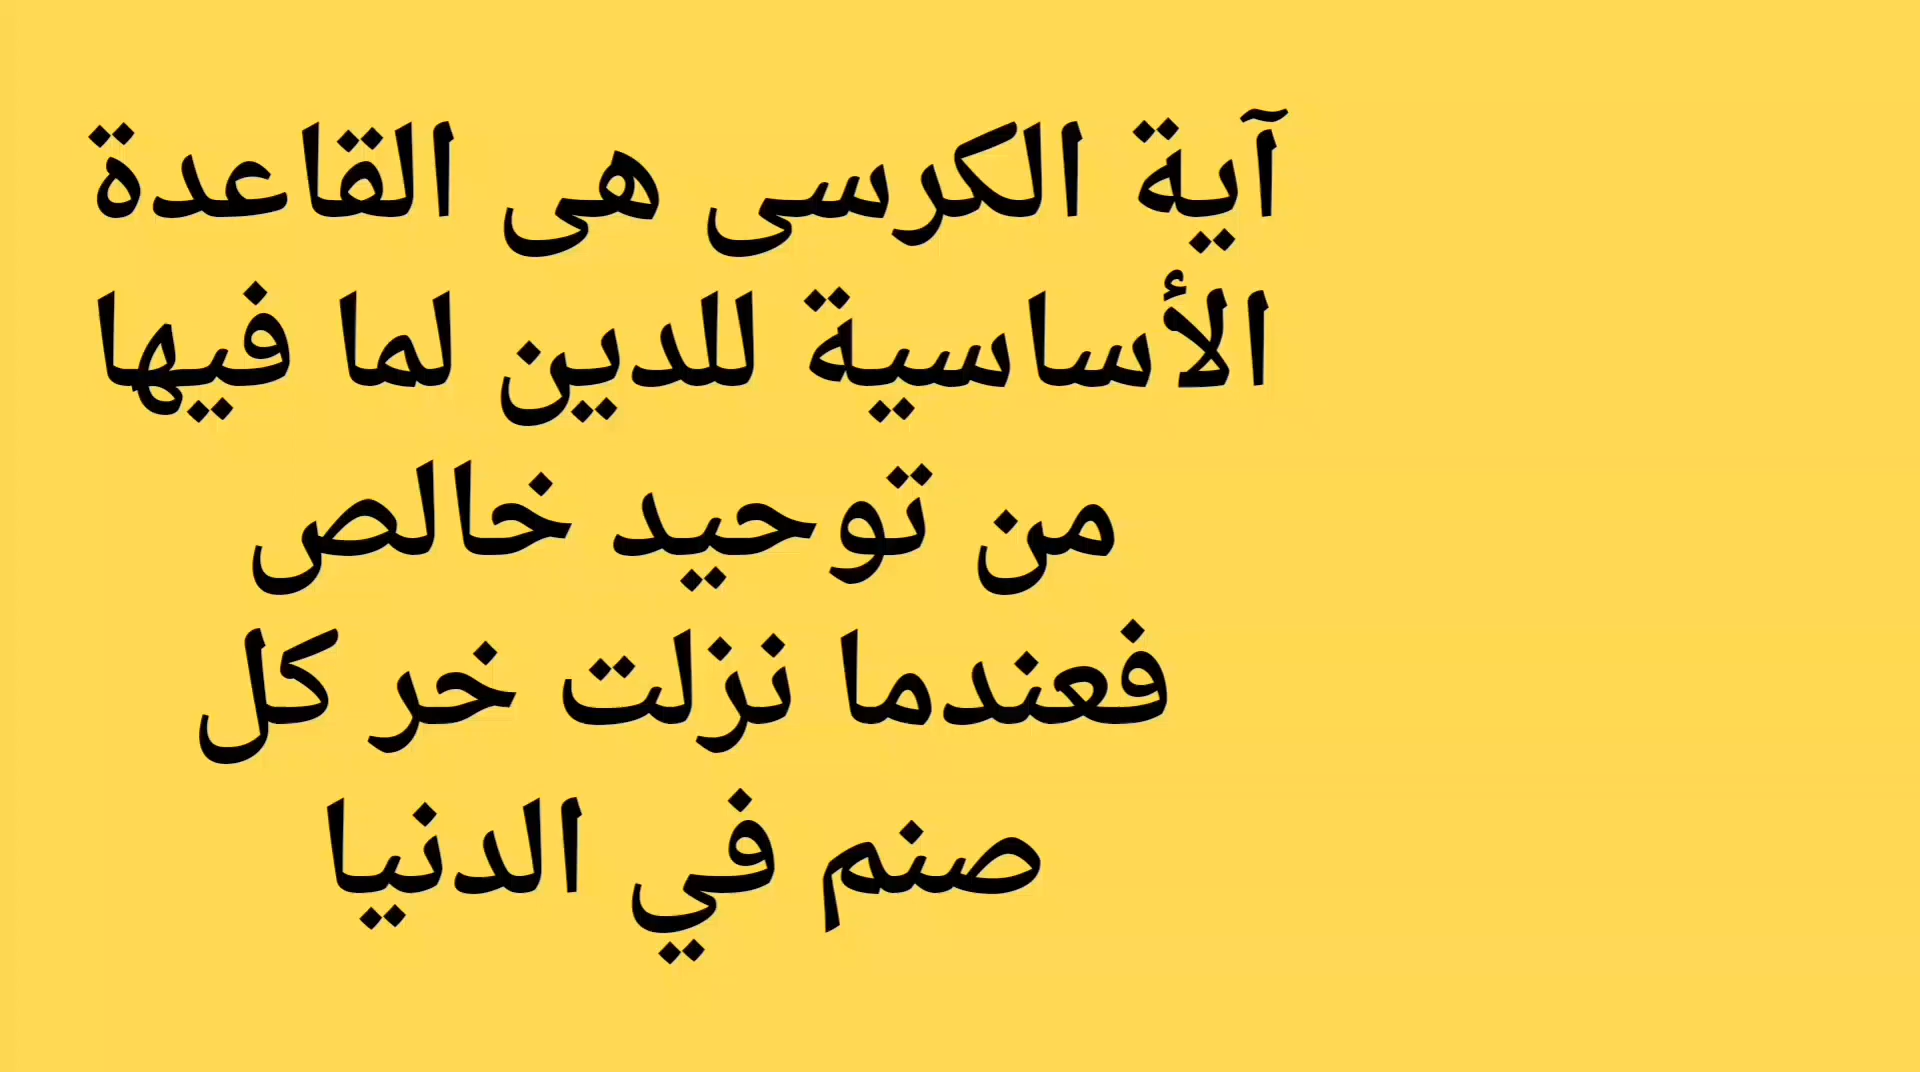 آية الكرسى هى القاعدة
الأساسية للدين لما فيها
من توحيد خالص
فعندما نزلت خر كل
صنم في الدنيا